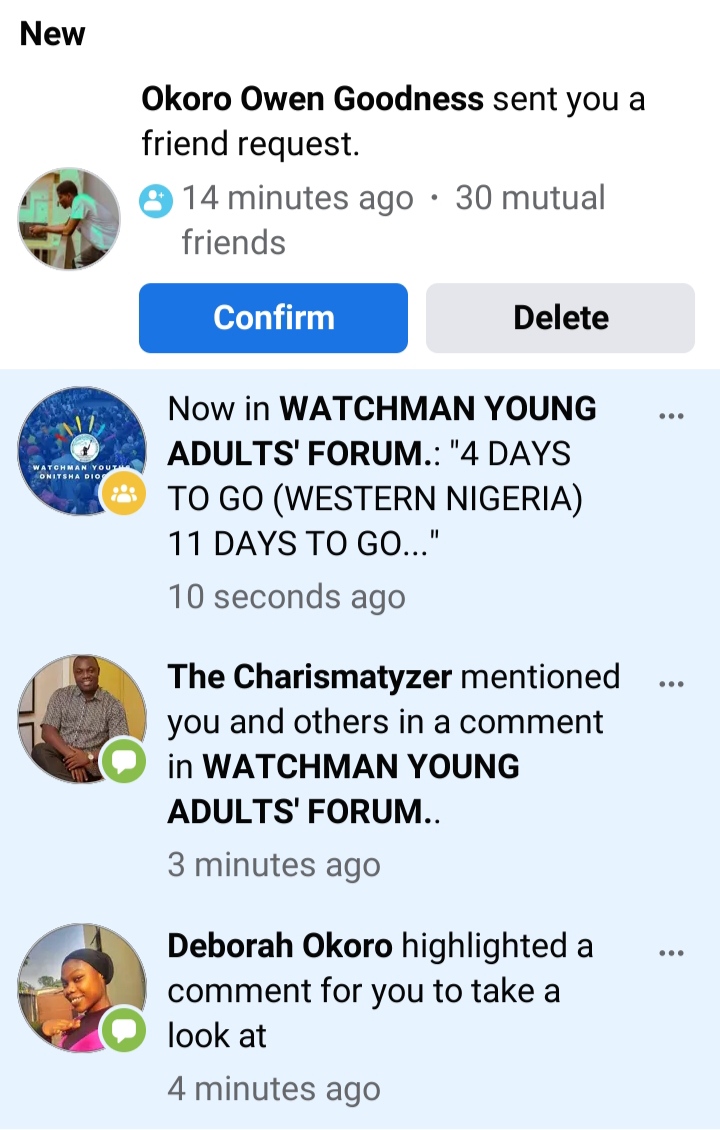 New
Okoro Owen Goodness sent you a
friend request.
14 minutes ago • 30 mutual
friends
Confirm
Delete
Now in WATCHMAN YOUNG
ADULTS' FORUM.: "4 DAYS
TO GO (WESTERN NIGERIA)
11 DAYS TO GO..."
10 seconds ago
WATCHMAN YOUTHS
ONITSHA DIO
The Charismatyzer mentioned
you and others in a comment
in WATCHMAN YOUNG
ADULTS' FORUM..
3 minutes ago
Deborah Okoro highlighted a
comment for you to take a
look at
4 minutes ago